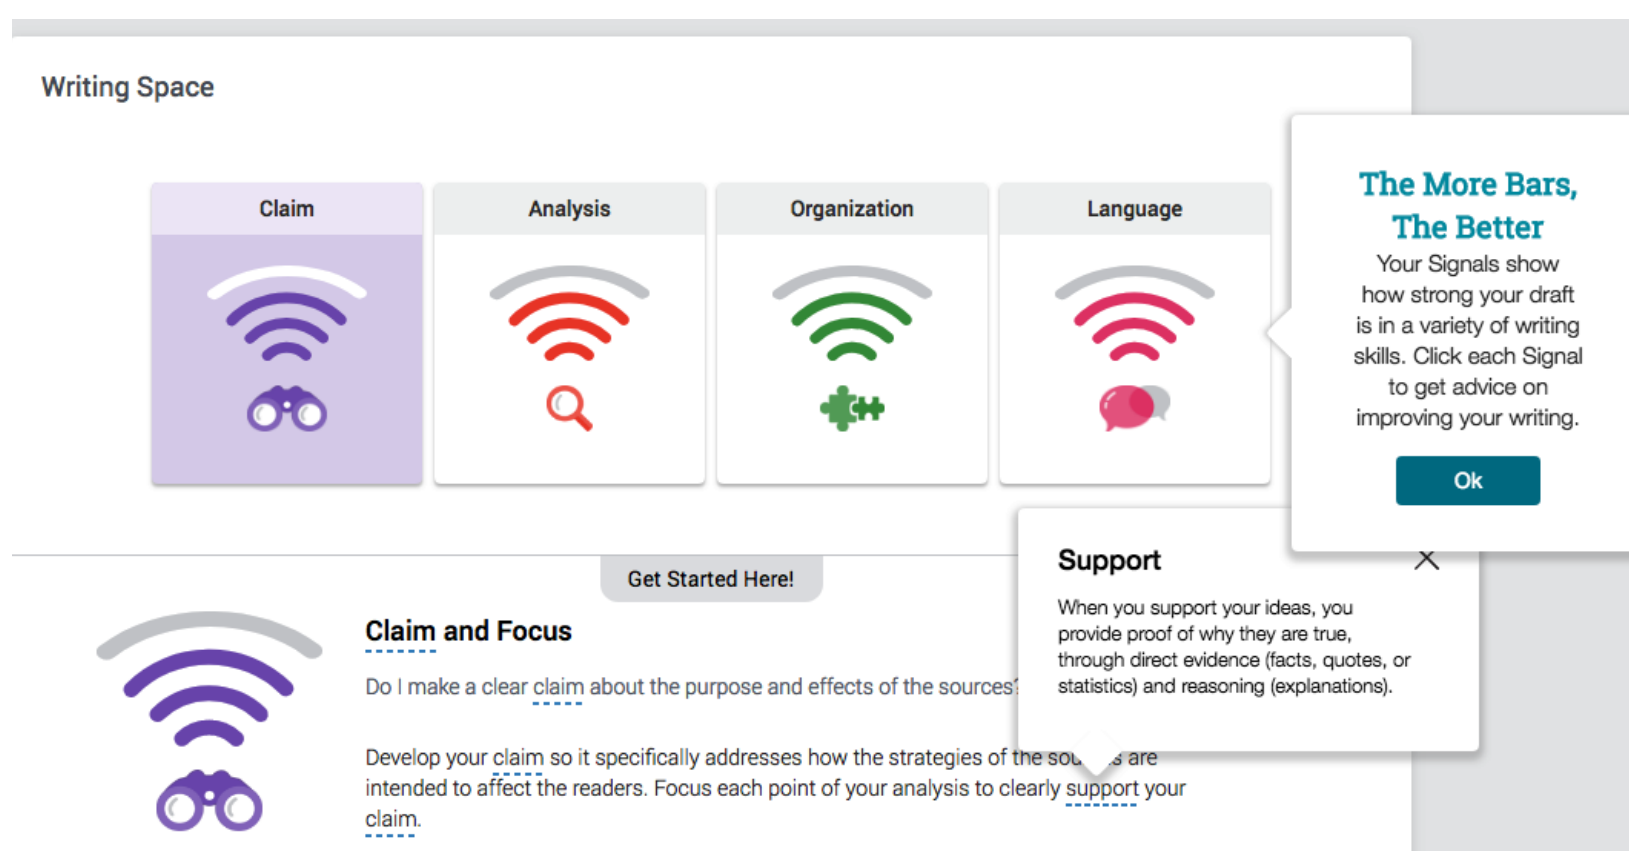 Writing Space
Claim
Analysis
Organization
Language
The More Bars,
The Better
Your Signals show
how strong your draft
is in a variety of writing
skills. Click each Signal
to get advice on
improving your writing.
Ok
Get Started Here!
Support
When you support your ideas, you
provide proof of why they are true,
through direct evidence (facts, quotes, or
statistics) and reasoning (explanations).
Claim and Focus
Do I make a clear claim about the purpose and effects of the sources?
Develop your claim so it specifically addresses how the strategies of the are
intended to affect the readers. Focus each point of your analysis to clearly support your
claim.